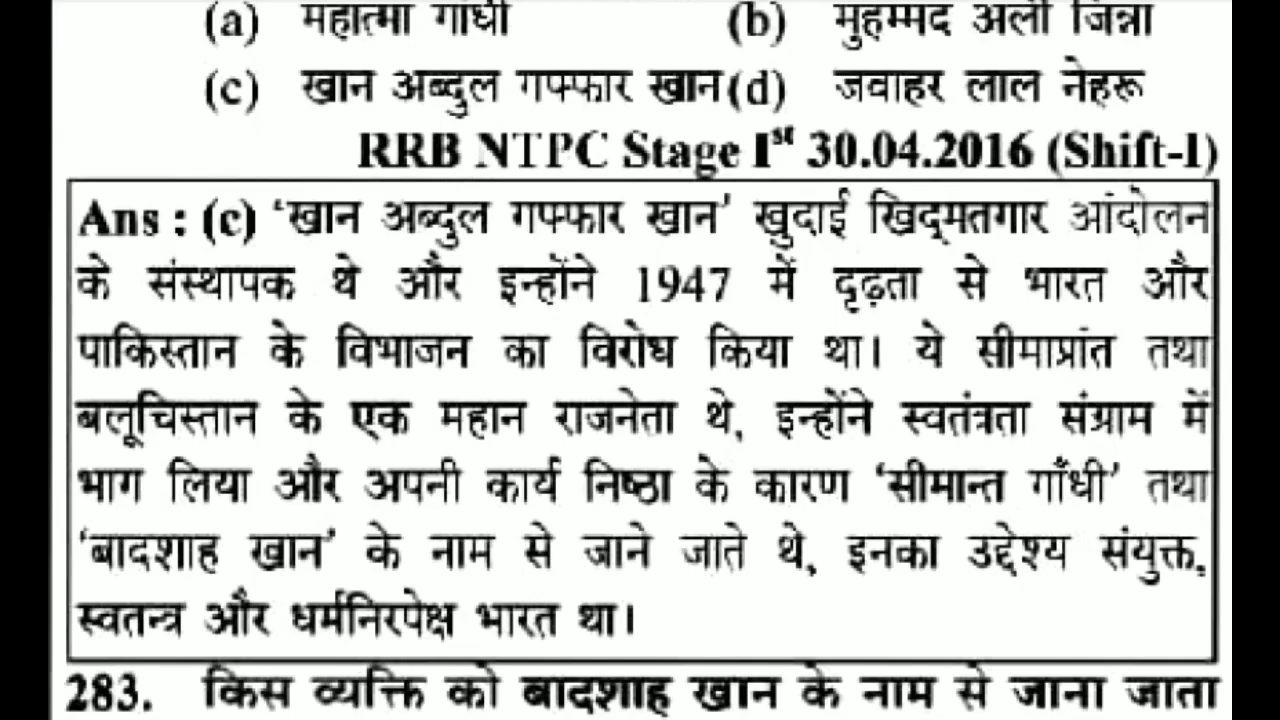 (a) महात्मा गांधी (b) मुहम्मद अली जिन्ना
(c) खान अब्दुल गफ्फार खान (d) जवाहर लाल नेहरू
RRB NTPC Stage Iˢᵗ 30.04.2016 (Shift-I)
Ans : (c) ‘खान अब्दुल गफ्फार खान’ खुदाई खिद्मतगार आंदोलन
के संस्थापक थे और इन्होंने 1947 में दृढ़ता से भारत और
पाकिस्तान के विभाजन का विरोध किया था। ये सीमाप्रांत तथा
बलूचिस्तान के एक महान राजनेता थे, इन्होंने स्वतंत्रता संग्राम में
भाग लिया और अपनी कार्य निष्ठा के कारण ‘सीमान्त गाँधी’ तथा
‘बादशाह खान’ के नाम से जाने जाते थे, इनका उद्देश्य संयुक्त,
स्वतन्त्र और धर्मनिरपेक्ष भारत था।
283. किस व्यक्ति को बादशाह खान के नाम से जाना जाता